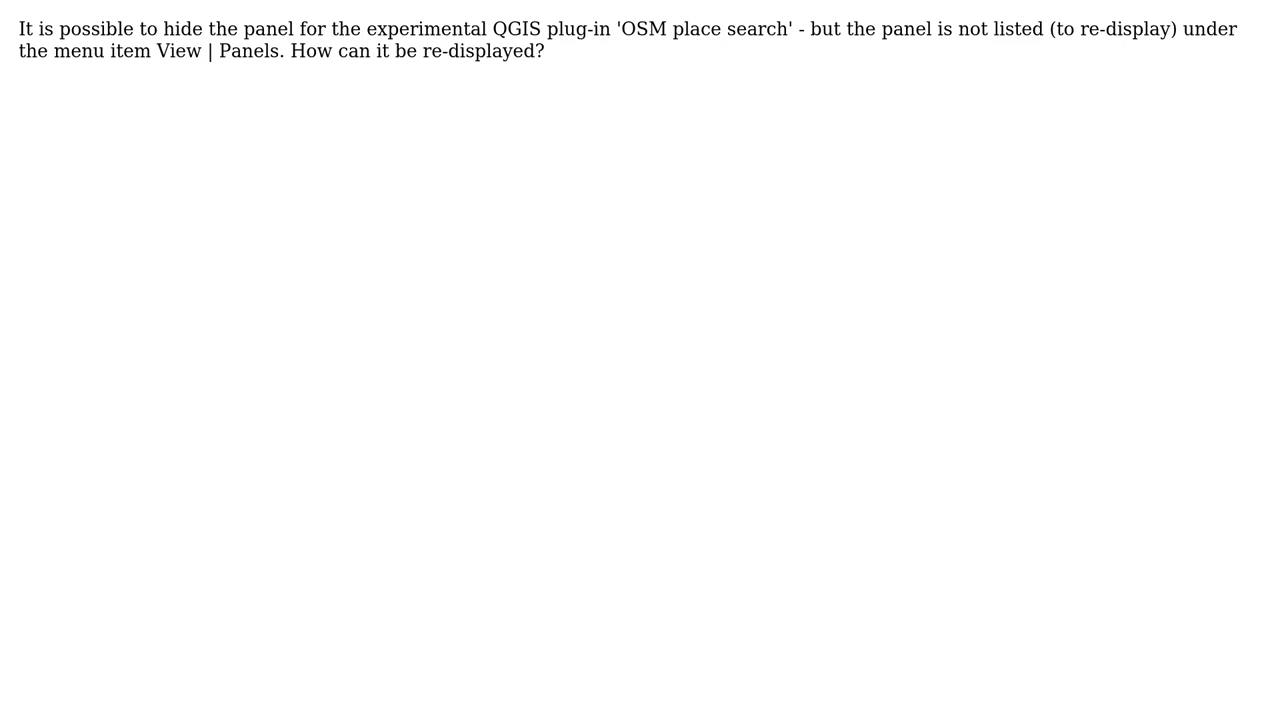 It is possible to hide the panel for the experimental QGIS plug-in 'OSM place search' - but the panel is not listed (to re-display) under
the menu item View | Panels. How can it be re-displayed?